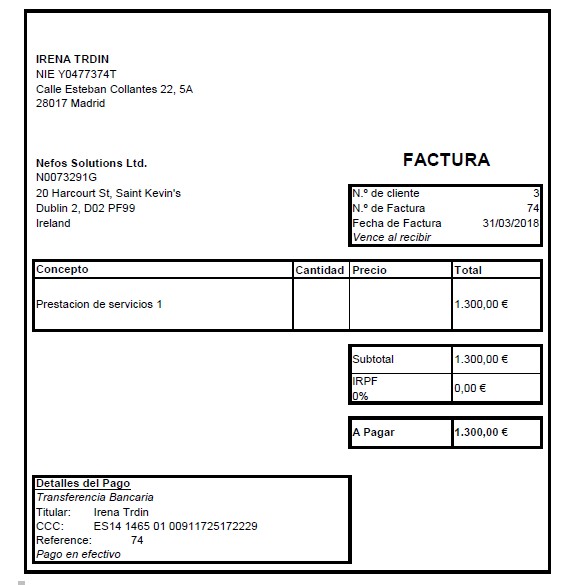 IRENA TRDIN
NIE Y0477374T
Calle Esteban Collantes 22, 5A
28017 Madrid
Nefos Solutions Ltd.
N0073291G
20 Harcourt St, Saint Kevin's
Dublin 2, D02 PF99
Ireland
FACTURA
N.º de cliente 3
N.º de Factura 74
Fecha de Factura 31/03/2018
Vence al recibir
Concepto Cantidad Precio Total
Prestacion de servicios 1 1.300,00 €
Subtotal 1.300,00 €
IRPF
0% 0,00 €
A Pagar 1.300,00 €
Detalles del Pago
Transferencia Bancaria
Titular: Irena Trdin
CCC: ES14 1465 01 00911725172229
Reference: 74
Pago en efectivo